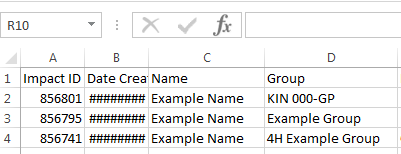 R10 fx
A B C D
1 Impact ID Date Crea Name Group
2 856801 ######## Example Name KIN 000-GP
3 856795 ######## Example Name Example Group
4 856741 ######## Example Name 4H Example Group